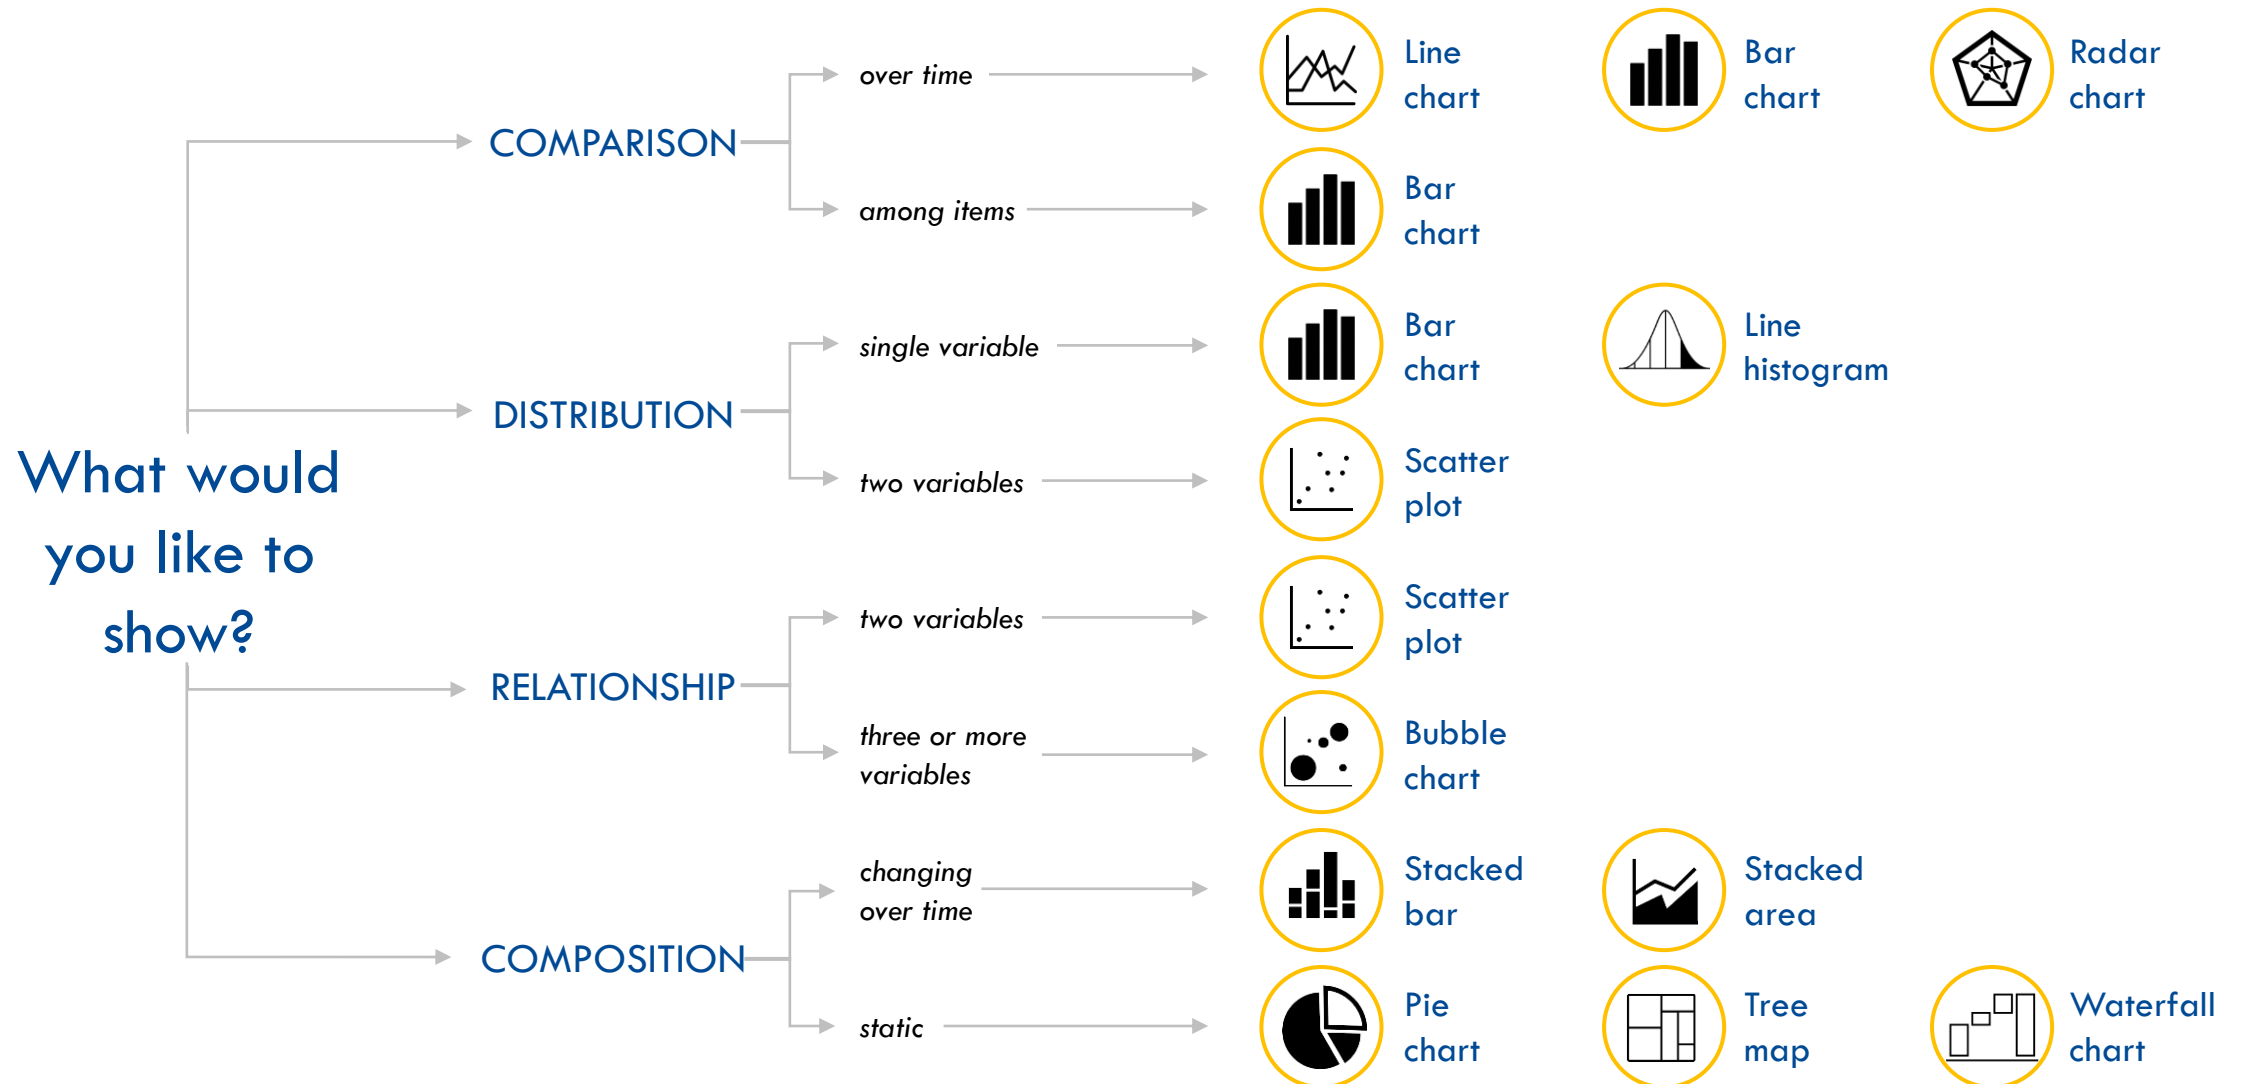 What would
you like to
show?
COMPARISON
over time
Line
chart
Bar
chart
Radar
chart
among items
Bar
chart
DISTRIBUTION
single variable
Bar
chart
Line
histogram
two variables
Scatter
plot
RELATIONSHIP
two variables
Scatter
plot
three or more
variables
Bubble
chart
COMPOSITION
changing
over time
Stacked
bar
Stacked
area
static
Pie
chart
Tree
map
Waterfall
chart